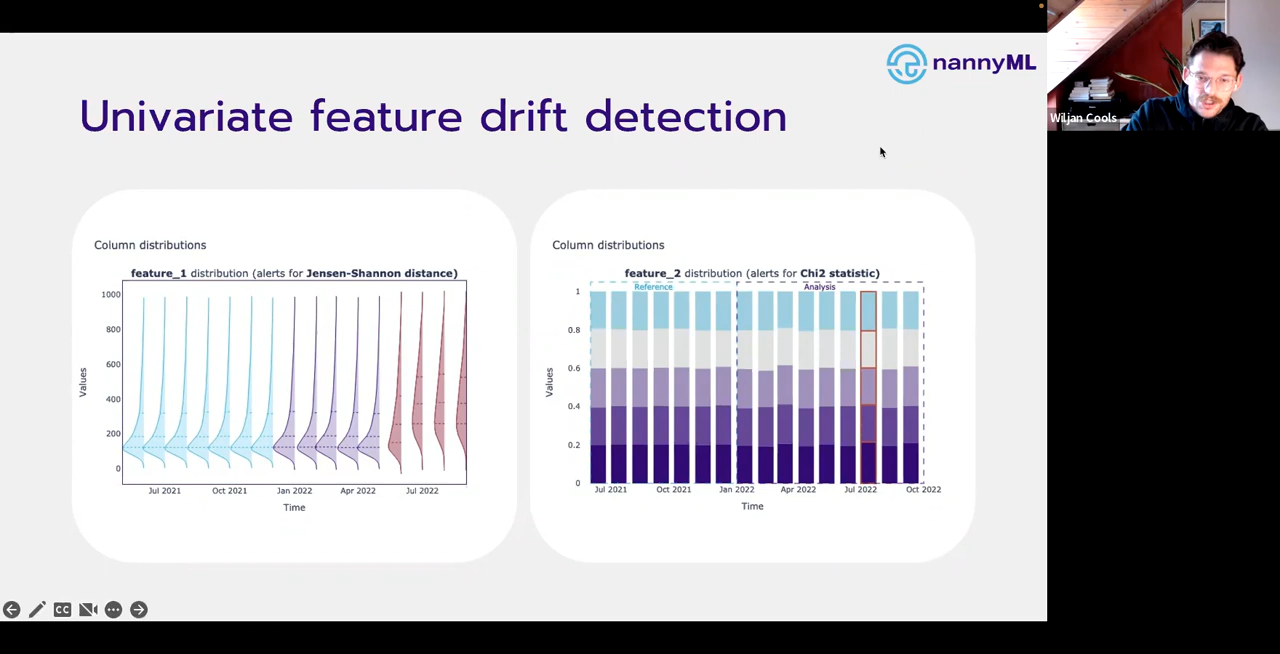 nannyML
Wiljan Cools
Univariate feature drift detection
Column distributions
feature_1 distribution (alerts for Jensen-Shannon distance)
1000
800
600
400
200
0
Values
Jul 2021
Oct 2021
Jan 2022
Apr 2022
Jul 2022
Time
Column distributions
feature_2 distribution (alerts for Chi2 statistic)
Reference
Analysis
1
0.8
0.6
0.4
0.2
0
Values
Jul 2021
Oct 2021
Jan 2022
Apr 2022
Jul 2022
Oct 2022
Time
CC